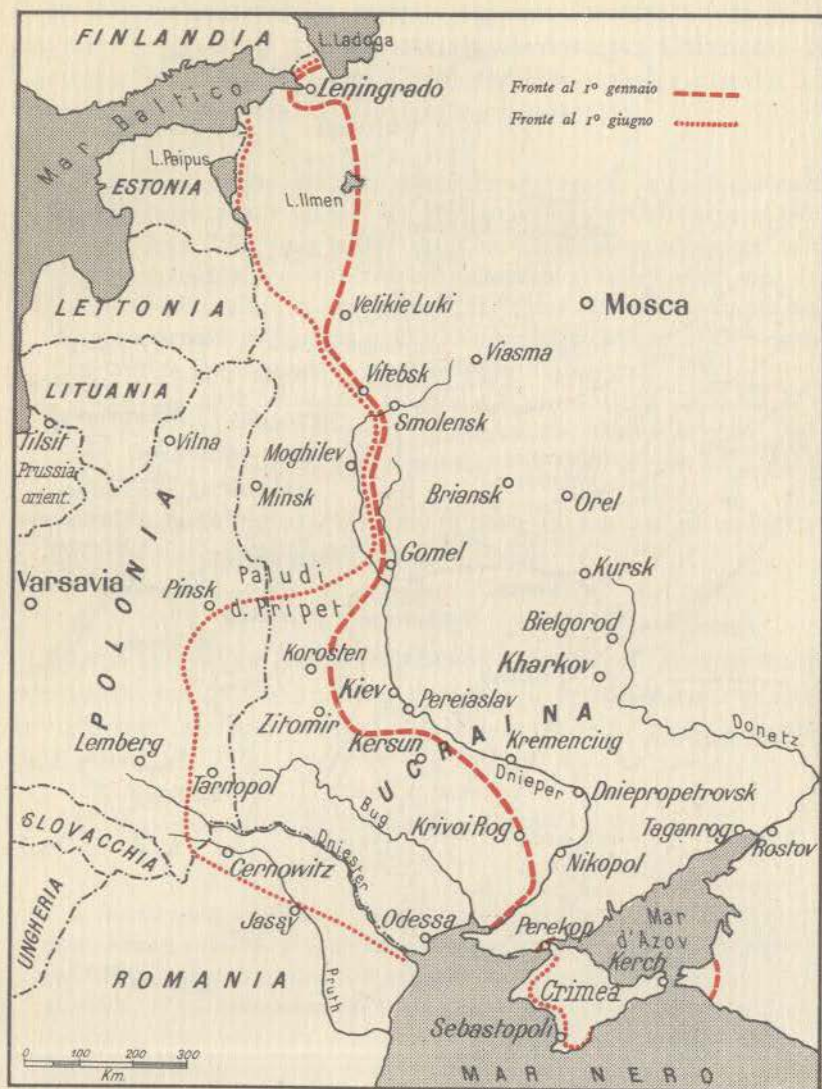 FINLANDIA
L. Ladoga
Leningrado
Fronte al 1º gennaio
Fronte al 1º giugno
Mar Baltico
L. Peipus
ESTONIA
L. Ilmen
LETTONIA
Velikie Luki
Mosca
Viasma
Vitebsk
LITUANIA
Smolensk
Tilsit
Vilna
Moghilev
Prussia
orient.
Minsk
Briansk
Orel
POLONIA
Gomel
Kursk
Varsavia
Pinsk
Paludi
d. Pripet
Bielgorod
Korosten
Kharkov
Kiev
Pereiaslav
Zitomir
UCRAINA
Donetz
Lemberg
Kersun
Kremenciug
Tarnopol
Dnieper
Dniepropetrovsk
Bug
SLOVACCHIA
Krivoi Rog
Taganrog
Rostov
Dniester
Cernowitz
Nikopol
UNGHERIA
Jassy
Odessa
Perekop
Mar
d'Azov
Kerch
ROMANIA
Pruth
Crimea
Sebastopoli
0 100 200 300
Km.
MAR NERO